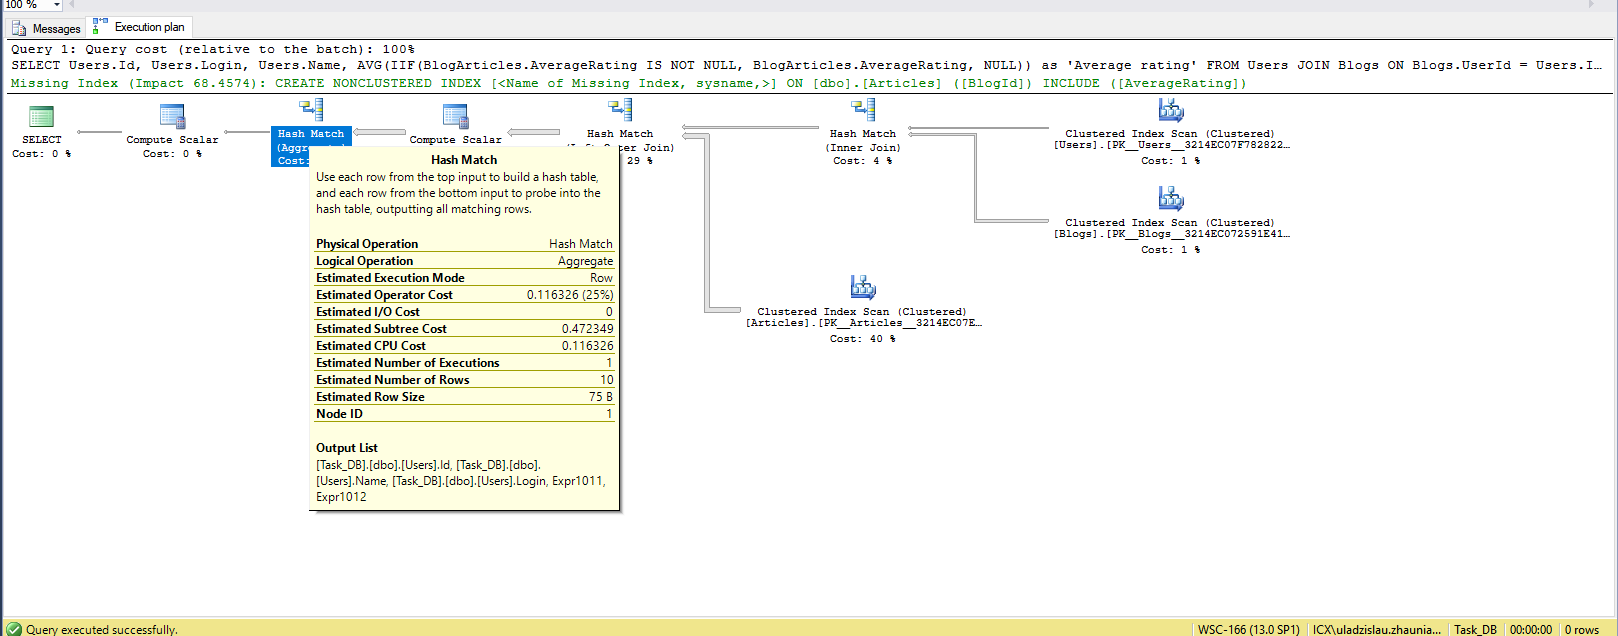 100 %
Messages
Execution plan
Query 1: Query cost (relative to the batch): 100%
SELECT Users.Id, Users.Login, Users.Name, AVG(IIF(BlogArticles.AverageRating IS NOT NULL, BlogArticles.AverageRating, NULL)) as 'Average rating' FROM Users JOIN Blogs ON Blogs.UserId = Users.I…
Missing Index (Impact 68.4574): CREATE NONCLUSTERED INDEX [<Name of Missing Index, sysname,>] ON [dbo].[Articles] ([BlogId]) INCLUDE ([AverageRating])
SELECT
Cost: 0 %
Compute Scalar
Cost: 0 %
Hash Match
Cost:
Compute Scalar
Hash Match
Outer Join)
29 %
Hash Match
(Inner Join)
Cost: 4 %
Clustered Index Scan (Clustered)
[Users].[PK__Users__3214EC07F782822…
Cost: 1 %
Clustered Index Scan (Clustered)
[Blogs].[PK__Blogs__3214EC072591E41…
Cost: 1 %
Clustered Index Scan (Clustered)
[Articles].[PK__Articles__3214EC07E…
Cost: 40 %
Hash Match
Use each row from the top input to build a hash table,
and each row from the bottom input to probe into the
hash table, outputting all matching rows.
Physical Operation Hash Match
Logical Operation Aggregate
Estimated Execution Mode Row
Estimated Operator Cost 0.116326 (25%)
Estimated I/O Cost 0
Estimated Subtree Cost 0.472349
Estimated CPU Cost 0.116326
Estimated Number of Executions 1
Estimated Number of Rows 10
Estimated Row Size 75 B
Node ID 1
Output List
[Task_DB].[dbo].[Users].Id, [Task_DB].[dbo].
[Users].Name, [Task_DB].[dbo].[Users].Login, Expr1011,
Expr1012
Query executed successfully.
WSC-166 (13.0 SP1)
ICX\uladzislau.zhaunia...
Task_DB
00:00:00
0 rows